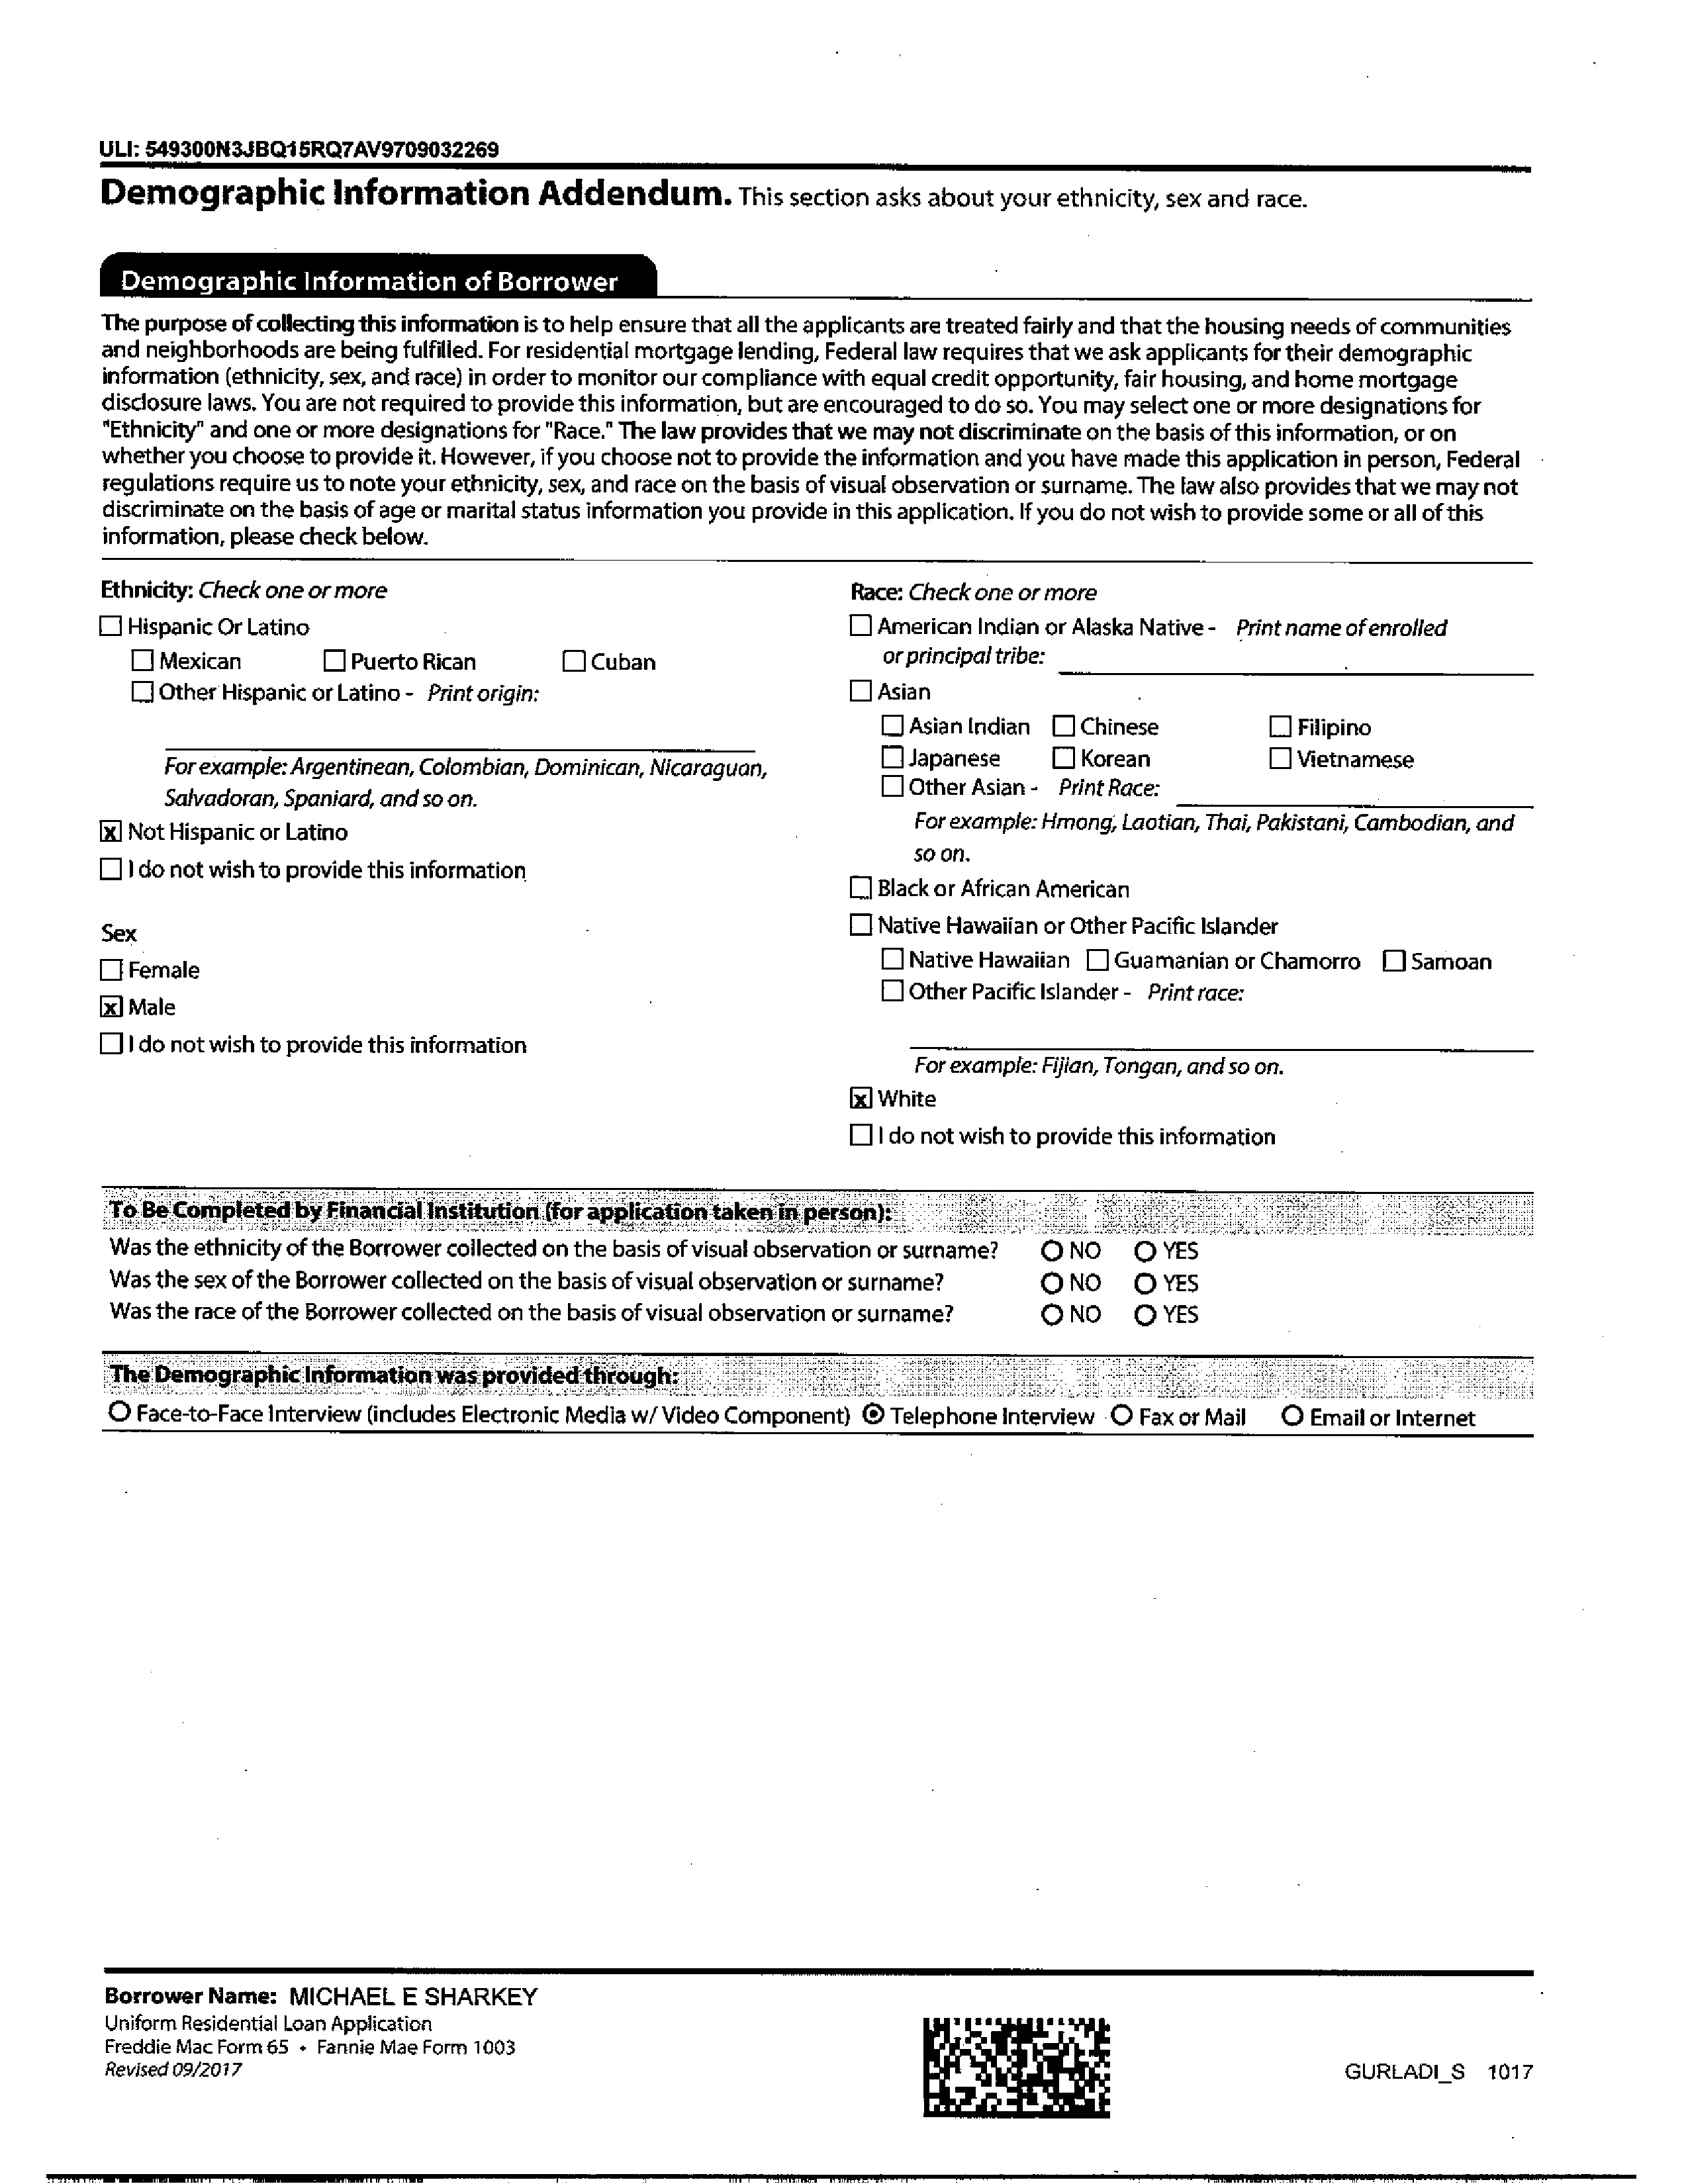 ULI: 549300N3JBQ15RQ7AV9709032269
Demographic Information Addendum. This section asks about your ethnicity, sex and race.
Demographic Information of Borrower
The purpose of collecting this information is to help ensure that all the applicants are treated fairly and that the housing needs of communities
and neighborhoods are being fulfilled. For residential mortgage lending, Federal law requires that we ask applicants for their demographic
information (ethnicity, sex, and race) in order to monitor our compliance with equal credit opportunity, fair housing, and home mortgage
disclosure laws. You are not required to provide this information, but are encouraged to do so. You may select one or more designations for
"Ethnicity" and one or more designations for "Race." The law provides that we may not discriminate on the basis of this information, or on
whether you choose to provide it. However, if you choose not to provide the information and you have made this application in person, Federal
regulations require us to note your ethnicity, sex, and race on the basis of visual observation or surname. The law also provides that we may not
discriminate on the basis of age or marital status information you provide in this application. If you do not wish to provide some or all of this
information, please check below.
Ethnicity: Check one or more
☐ Hispanic Or Latino
☐ Mexican ☐ Puerto Rican ☐ Cuban
☐ Other Hispanic or Latino - Print origin:
For example: Argentinean, Colombian, Dominican, Nicaraguan,
Salvadoran, Spaniard, and so on.
☒ Not Hispanic or Latino
☐ I do not wish to provide this information
Sex
☐ Female
☒ Male
☐ I do not wish to provide this information
Race: Check one or more
☐ American Indian or Alaska Native - Print name of enrolled
or principal tribe:
☐ Asian
☐ Asian Indian ☐ Chinese ☐ Filipino
☐ Japanese ☐ Korean ☐ Vietnamese
☐ Other Asian - Print Race:
For example: Hmong, Laotian, Thai, Pakistani, Cambodian, and
so on.
☐ Black or African American
☐ Native Hawaiian or Other Pacific Islander
☐ Native Hawaiian ☐ Guamanian or Chamorro ☐ Samoan
☐ Other Pacific Islander - Print race:
For example: Fijian, Tongan, and so on.
☒ White
☐ I do not wish to provide this information
To Be Completed by Financial Institution (for application taken in person):
Was the ethnicity of the Borrower collected on the basis of visual observation or surname? ○ NO ○ YES
Was the sex of the Borrower collected on the basis of visual observation or surname? ○ NO ○ YES
Was the race of the Borrower collected on the basis of visual observation or surname? ○ NO ○ YES
The Demographic Information was provided through:
○ Face-to-Face Interview (includes Electronic Media w/ Video Component) ◉ Telephone Interview ○ Fax or Mail ○ Email or Internet
Borrower Name: MICHAEL E SHARKEY
Uniform Residential Loan Application
Freddie Mac Form 65 • Fannie Mae Form 1003
Revised 09/2017
GURLADI_S 1017